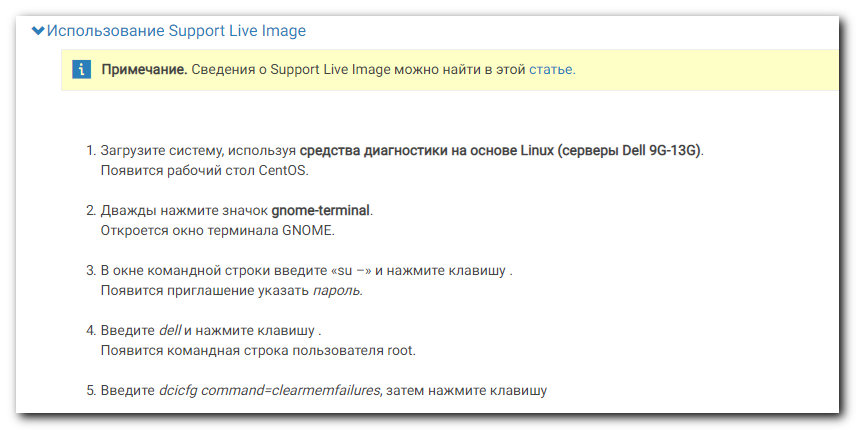 Использование Support Live Image
Примечание. Сведения о Support Live Image можно найти в этой статье.
1. Загрузите систему, используя средства диагностики на основе Linux (серверы Dell 9G-13G).
Появится рабочий стол CentOS.
2. Дважды нажмите значок gnome-terminal.
Откроется окно терминала GNOME.
3. В окне командной строки введите «su –» и нажмите клавишу .
Появится приглашение указать пароль.
4. Введите dell и нажмите клавишу .
Появится командная строка пользователя root.
5. Введите dcicfg command=clearmemfailures, затем нажмите клавишу